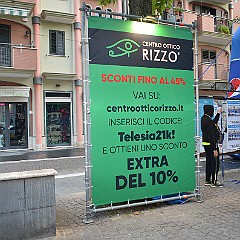 CENTRO OTTICO
RIZZO
SCONTI FINO AL 45%
VAI SU:
centrootticorizzo.it
INSERISCI IL CODICE:
Telesia21k!
E OTTIENI UNO SCONTO
EXTRA
DEL 10%